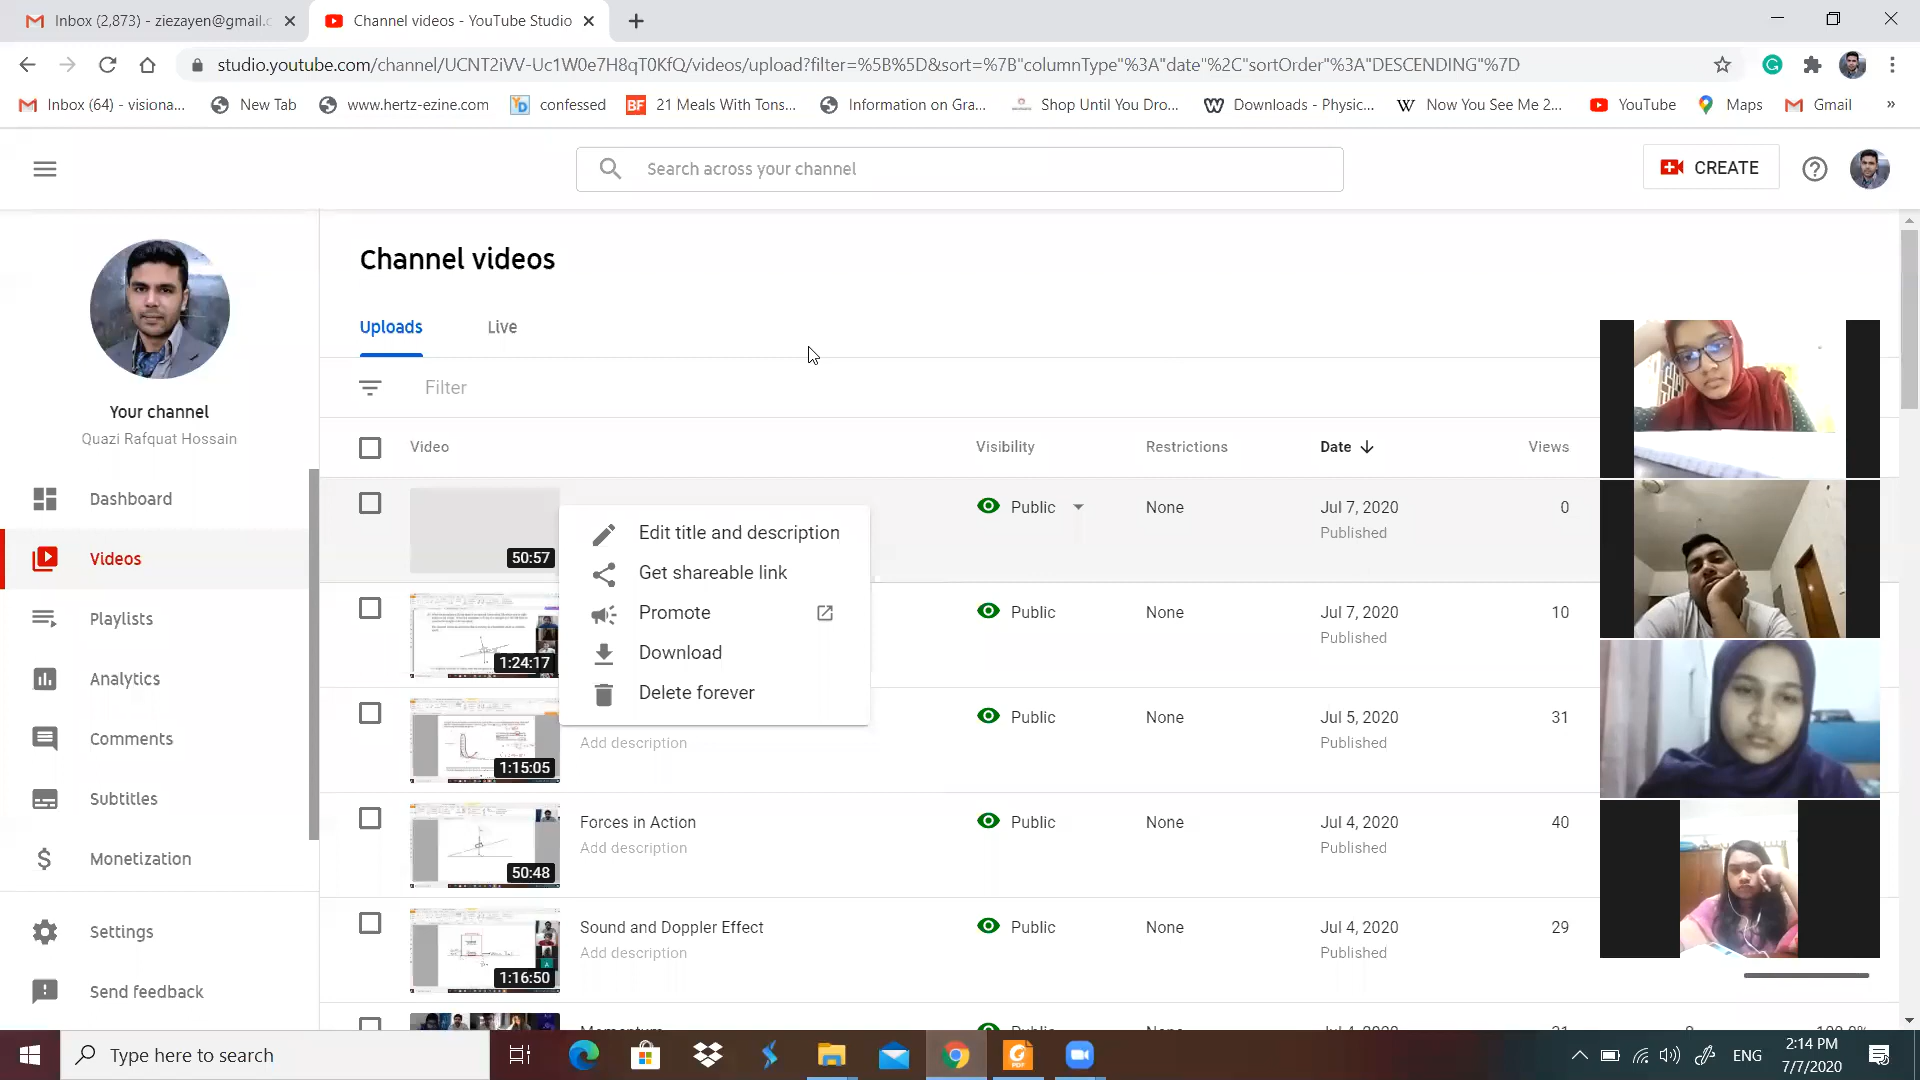 Inbox (2,873) - ziezayen@gmail.c
Channel videos - YouTube Studio
studio.youtube.com/channel/UCNT2iVV-Uc1W0e7H8qT0KfQ/videos/upload?filter=%5B%5D&sort=%7B"columnType"%3A"date"%2C"sortOrder"%3A"DESCENDING"%7D
Inbox (64) - visiona... New Tab www.hertz-ezine.com confessed 21 Meals With Tons... Information on Gra... Shop Until You Dro... Downloads - Physic... Now You See Me 2... YouTube Maps Gmail »
Search across your channel
CREATE
Channel videos
Uploads Live
Filter
Your channel
Quazi Rafquat Hossain
Dashboard
Videos
Playlists
Analytics
Comments
Subtitles
Monetization
Settings
Send feedback
Video Visibility Restrictions Date Views
50:57 Public None Jul 7, 2020 0
Published
Edit title and description
Get shareable link
Promote
Download
Delete forever
1:24:17 Public None Jul 7, 2020 10
Published
1:15:05 Public None Jul 5, 2020 31
Add description Published
50:48 Forces in Action Public None Jul 4, 2020 40
Add description Published
1:16:50 Sound and Doppler Effect Public None Jul 4, 2020 29
Add description Published
Type here to search
ENG
2:14 PM
7/7/2020